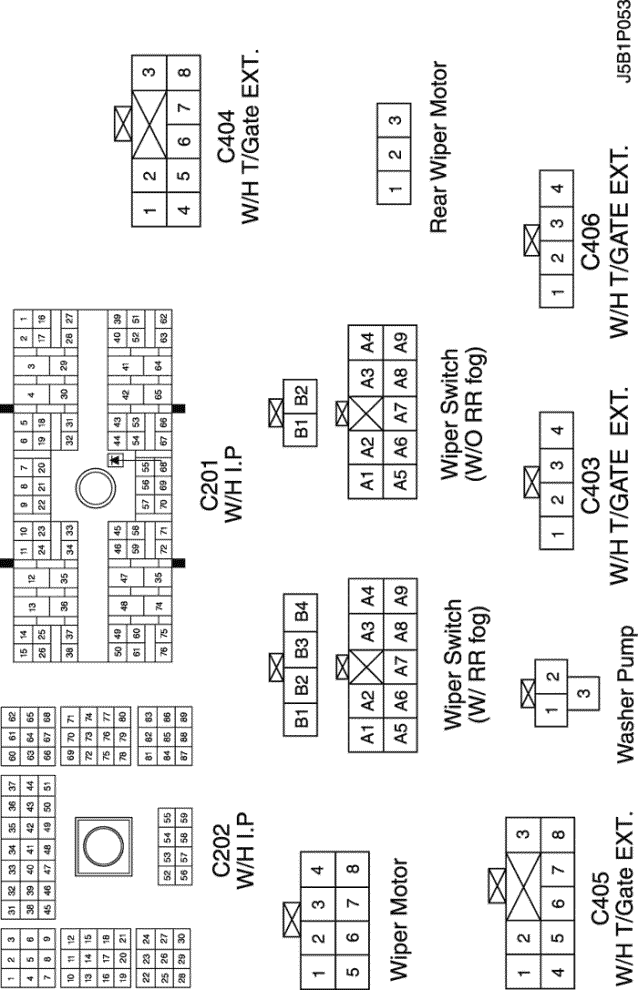 1 2 3
4 5 6
7 8 9
10 11 12
13 14 15
16 17 18
19 20 21
22 23 24
25 26 27
28 29 30
31 32 33 34 35 36 37
38 39 40 41 42 43 44
45 46 47 48 49 50 51
52 53 54 55
56 57 58 59
60 61 62
63 64 65
66 67 68
69 70 71
72 73 74
75 76 77
78 79 80
81 82 83
84 85 86
87 88 89
C202
W/H I.P
15 14 13 12 11 10 9 8 7 6 5 4 3 2 1
26 25 24 23 22 21 20 19 18 17 16
38 37 36 35 34 33 32 31 30 29 28 27
50 49 48 47 46 45 44 43 42 41 40 39
61 60 59 58 57 56 55 54 53 52 51
76 75 74 35 72 71 70 69 68 67 66 65 64 63 62
C201
W/H I.P
1 2 3
4 5 6 7 8
C404
W/H T/Gate EXT.
1 2 3 4
5 6 7 8
Wiper Motor
B1 B2 B3 B4
A1 A2 A3 A4
A5 A6 A7 A8 A9
Wiper Switch
(W/ RR fog)
B1 B2
A1 A2 A3 A4
A5 A6 A7 A8 A9
Wiper Switch
(W/O RR fog)
1 2 3
Rear Wiper Motor
1 2 3
4 5 6 7 8
C405
W/H T/Gate EXT.
1 2
3
Washer Pump
1 2 3 4
C403
W/H T/GATE EXT.
1 2 3 4
C406
W/H T/GATE EXT.
J5B1P053